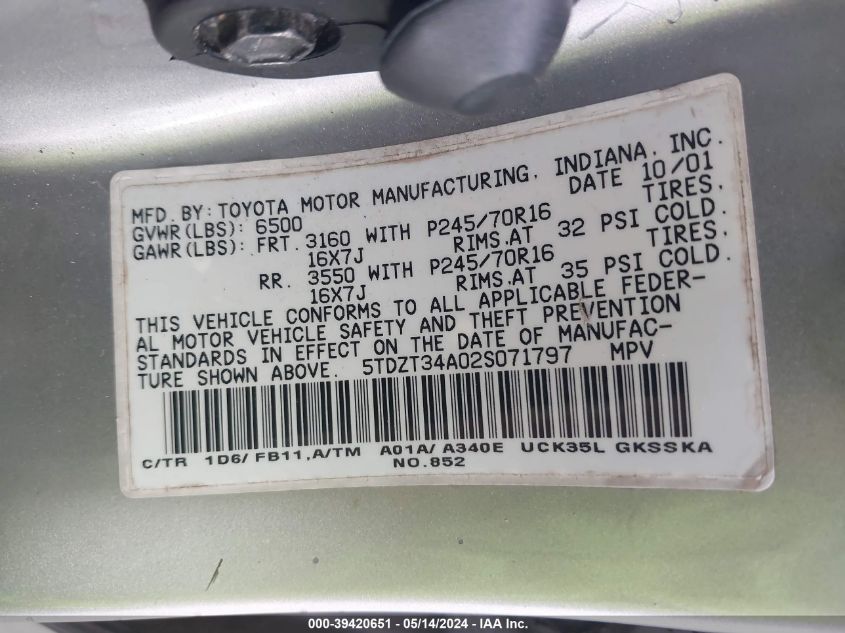 MFD. BY: TOYOTA MOTOR MANUFACTURING, INDIANA, INC.
GVWR(LBS): 6500 DATE 10/01
GAWR(LBS): FRT. 3160 WITH P245/70R16 TIRES,
16X7J RIMS,AT 32 PSI COLD.
RR. 3550 WITH P245/70R16 TIRES,
16X7J RIMS,AT 35 PSI COLD.
THIS VEHICLE CONFORMS TO ALL APPLICABLE FEDER-
AL MOTOR VEHICLE SAFETY AND THEFT PREVENTION
STANDARDS IN EFFECT ON THE DATE OF MANUFAC-
TURE SHOWN ABOVE. 5TDZT34A02S071797 MPV
C/TR 1D6/ FB11,A/TM A01A/ A340E UCK35L GKSSKA
NO.852
000-39420651 - 05/14/2024 - IAA Inc.